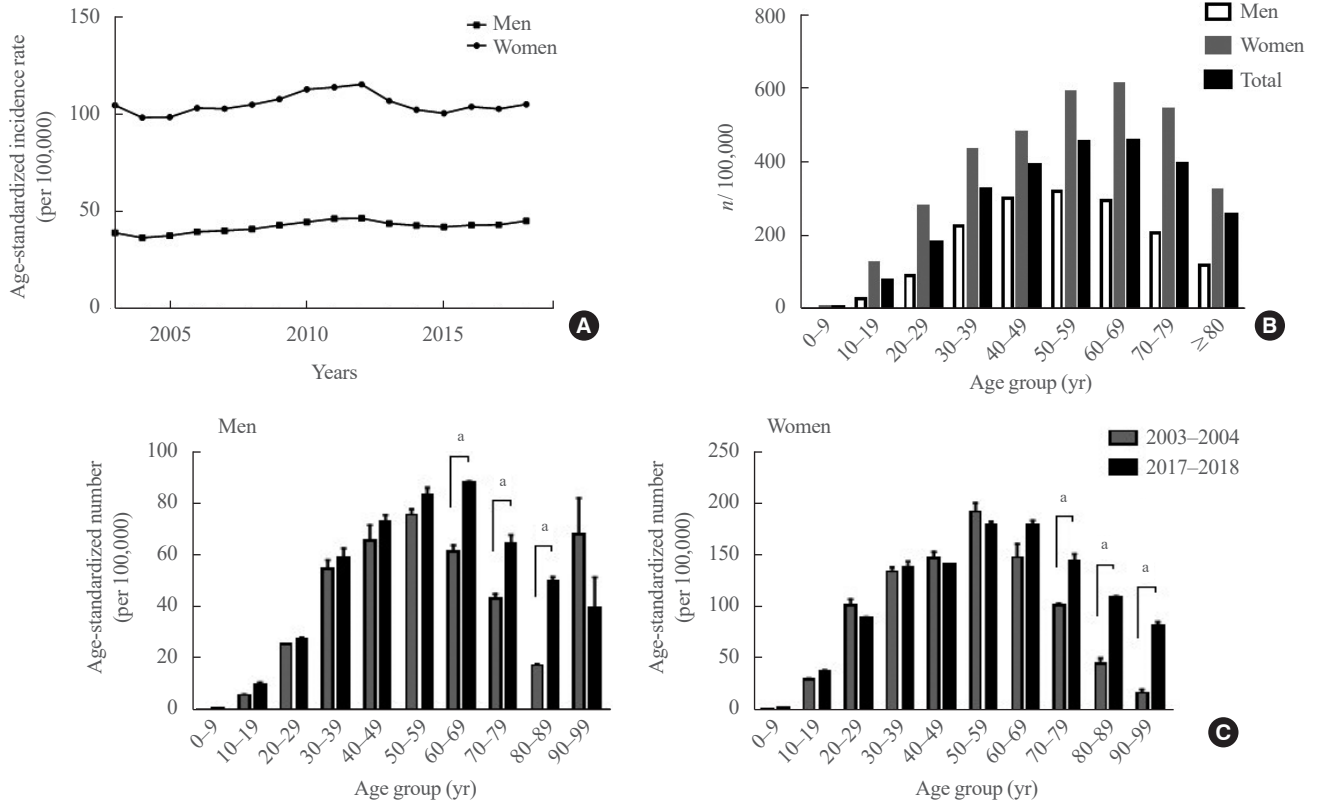 150
100
50
0
Age-standardized incidence rate
(per 100,000)
Men
Women
2005
2010
2015
Years
A
800
600
400
200
0
n/ 100,000
Men
Women
Total
0–9
10–19
20–29
30–39
40–49
50–59
60–69
70–79
≥80
Age group (yr)
B
Men
100
80
60
40
20
0
Age-standardized number
(per 100,000)
a
a
a
0–9
10–19
20–29
30–39
40–49
50–59
60–69
70–79
80–89
90–99
Age group (yr)
Women
250
200
150
100
50
0
Age-standardized number
(per 100,000)
2003–2004
2017–2018
a
a
a
0–9
10–19
20–29
30–39
40–49
50–59
60–69
70–79
80–89
90–99
Age group (yr)
C